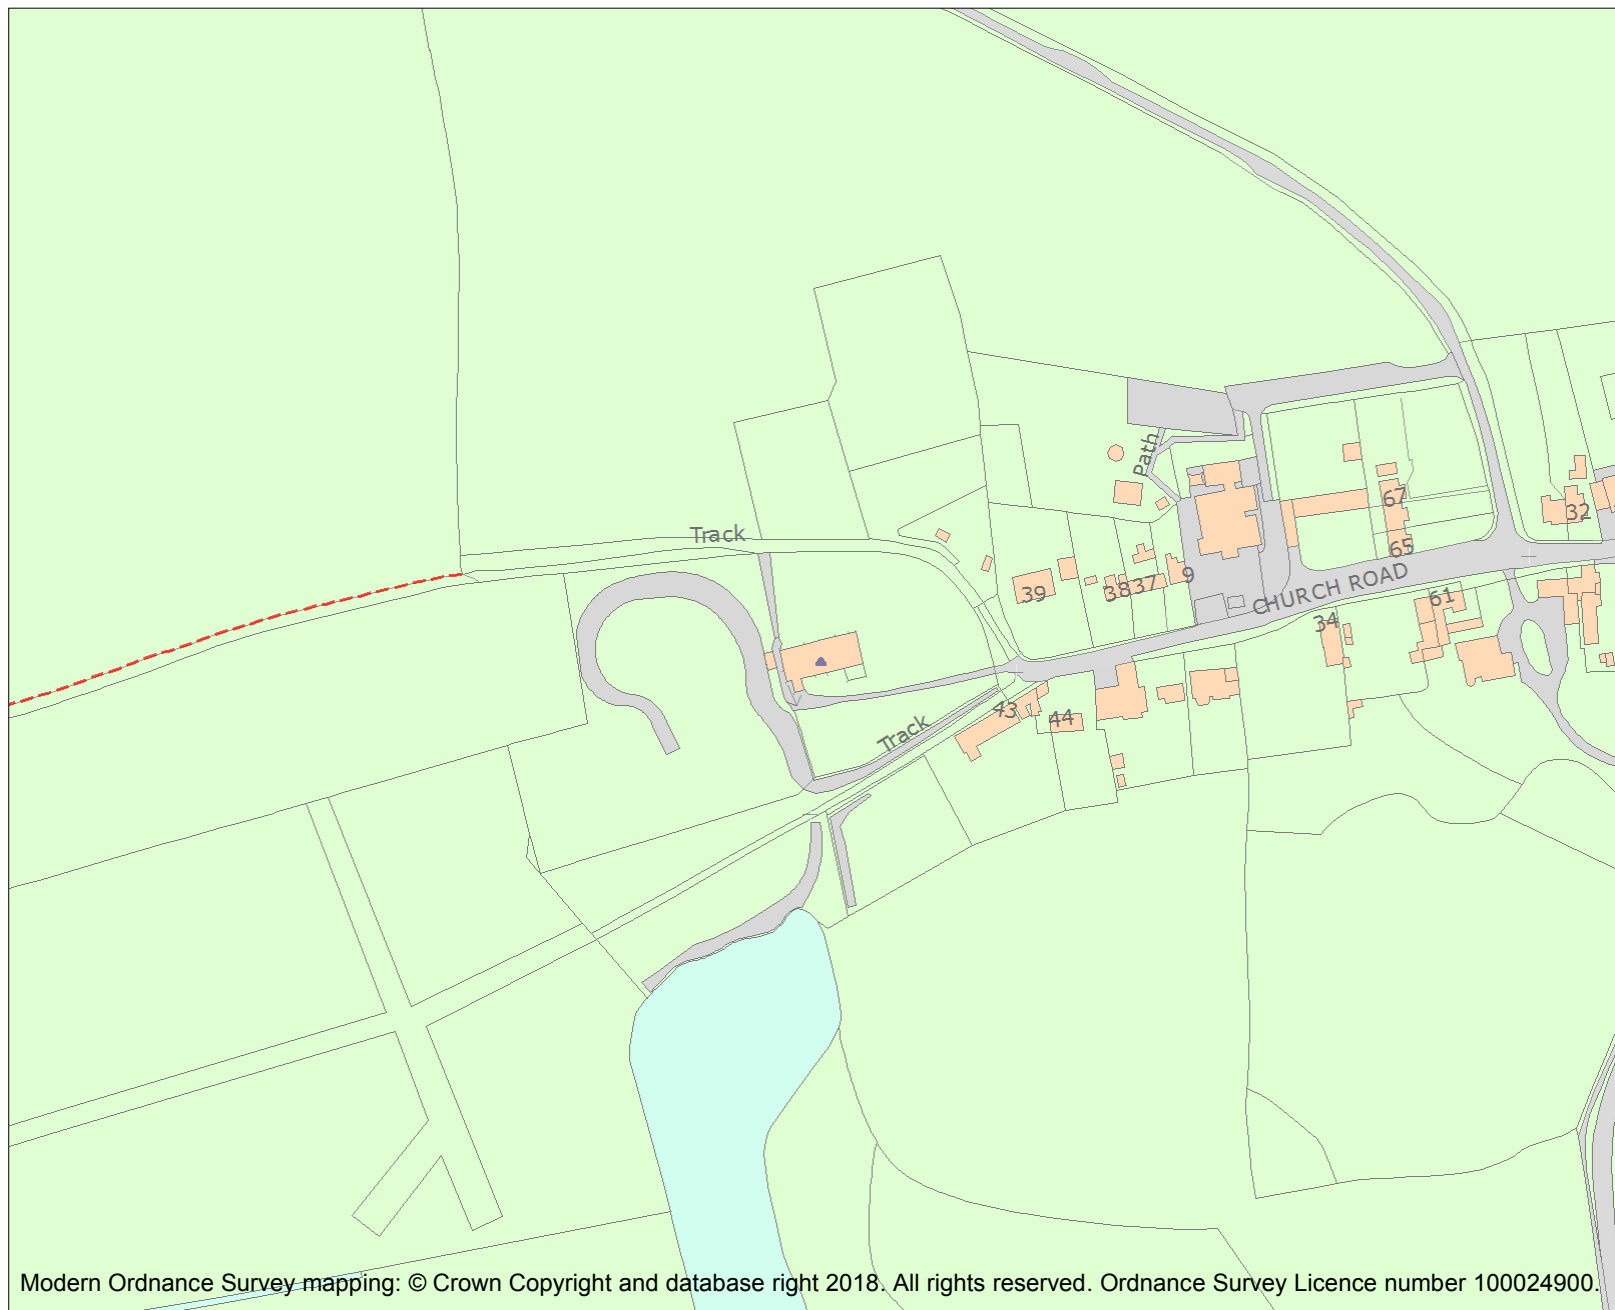 Path
67
32
Track
65
9
39
38
37
CHURCH ROAD
61
34
43
44
Track
Modern Ordnance Survey mapping: © Crown Copyright and database right 2018. All rights reserved. Ordnance Survey Licence number 100024900.